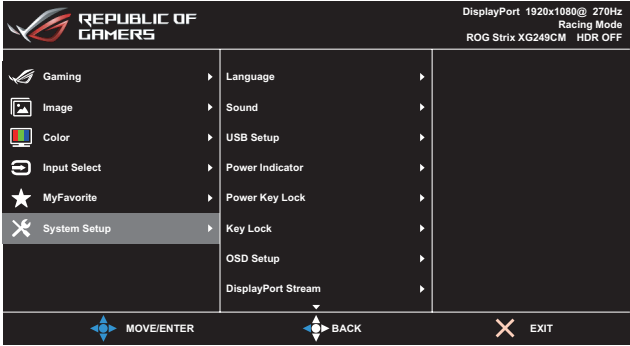 REPUBLIC OF
GAMERS
DisplayPort 1920x1080@ 270Hz
Racing Mode
ROG Strix XG249CM HDR OFF
Gaming
Image
Color
Input Select
MyFavorite
System Setup
Language
Sound
USB Setup
Power Indicator
Power Key Lock
Key Lock
OSD Setup
DisplayPort Stream
MOVE/ENTER
BACK
EXIT